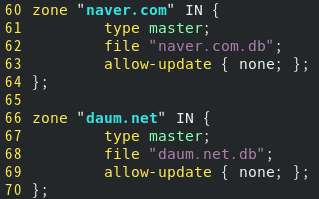 60 zone "naver.com" IN {
61         type master;
62         file "naver.com.db";
63         allow-update { none; };
64 };
65
66 zone "daum.net" IN {
67         type master;
68         file "daum.net.db";
69         allow-update { none; };
70 };